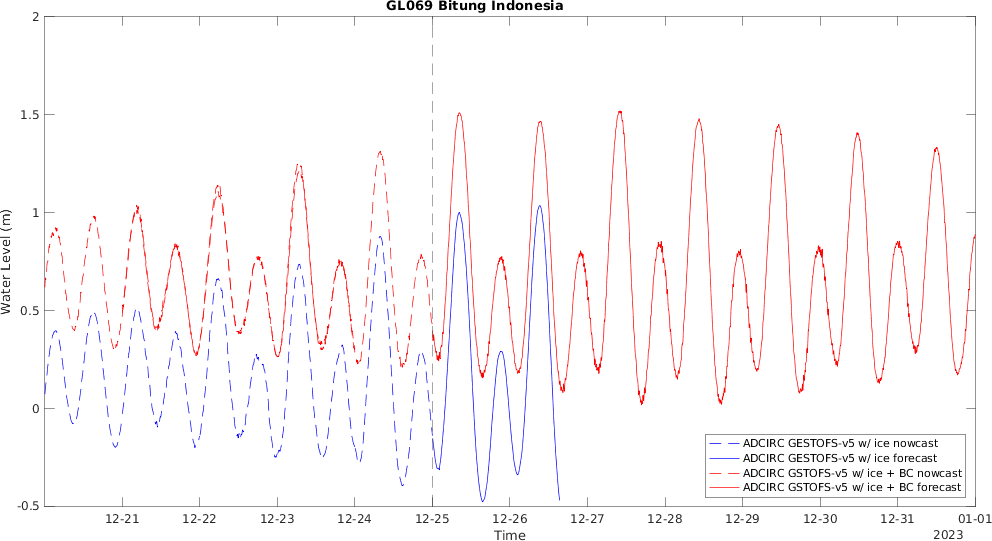 GL069 Bitung Indonesia
2
1.5
1
0.5
0
-0.5
Water Level (m)
12-21
12-22
12-23
12-24
12-25
12-26
12-27
12-28
12-29
12-30
12-31
01-01
Time
2023
ADCIRC GESTOFS-v5 w/ ice nowcast
ADCIRC GESTOFS-v5 w/ ice forecast
ADCIRC GSTOFS-v5 w/ ice + BC nowcast
ADCIRC GSTOFS-v5 w/ ice + BC forecast